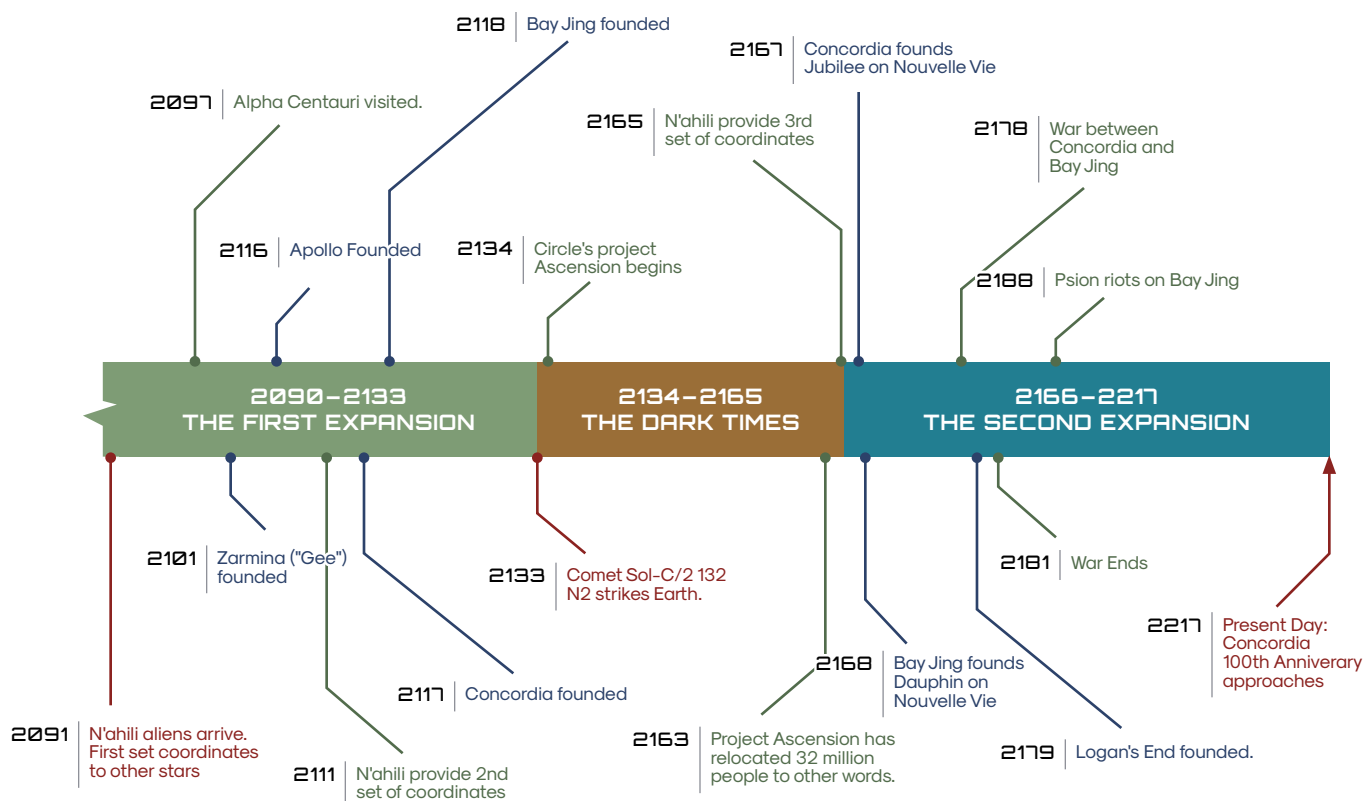 2118
Bay Jing founded
2167
Concordia founds
Jubilee on Nouvelle Vie
2097
Alpha Centauri visited.
2165
N'ahili provide 3rd
set of coordinates
2178
War between
Concordia and
Bay Jing
2116
Apollo Founded
2134
Circle's project
Ascension begins
2188
Psion riots on Bay Jing
2090–2133
THE FIRST EXPANSION
2134–2165
THE DARK TIMES
2166–2217
THE SECOND EXPANSION
2101
Zarmina ("Gee")
founded
2133
Comet Sol-C/2 132
N2 strikes Earth.
2181
War Ends
2217
Present Day:
Concordia
100th Anniverary
approaches
2117
Concordia founded
2168
Bay Jing founds
Dauphin on
Nouvelle Vie
2091
N'ahili aliens arrive.
First set coordinates
to other stars
2111
N'ahili provide 2nd
set of coordinates
2163
Project Ascension has
relocated 32 million
people to other words.
2179
Logan's End founded.